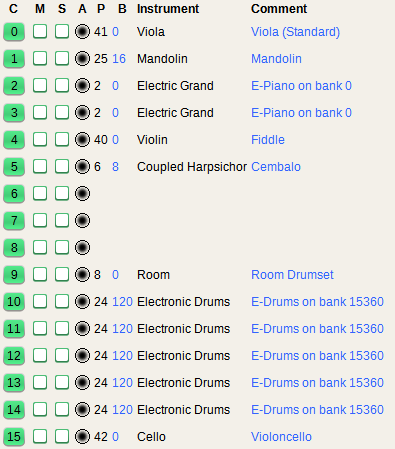 C M S A P B Instrument Comment
0 41 0 Viola Viola (Standard)
1 25 16 Mandolin Mandolin
2 2 0 Electric Grand E-Piano on bank 0
3 2 0 Electric Grand E-Piano on bank 0
4 40 0 Violin Fiddle
5 6 8 Coupled Harpsichor Cembalo
6
7
8
9 8 0 Room Room Drumset
10 24 120 Electronic Drums E-Drums on bank 15360
11 24 120 Electronic Drums E-Drums on bank 15360
12 24 120 Electronic Drums E-Drums on bank 15360
13 24 120 Electronic Drums E-Drums on bank 15360
14 24 120 Electronic Drums E-Drums on bank 15360
15 42 0 Cello Violoncello